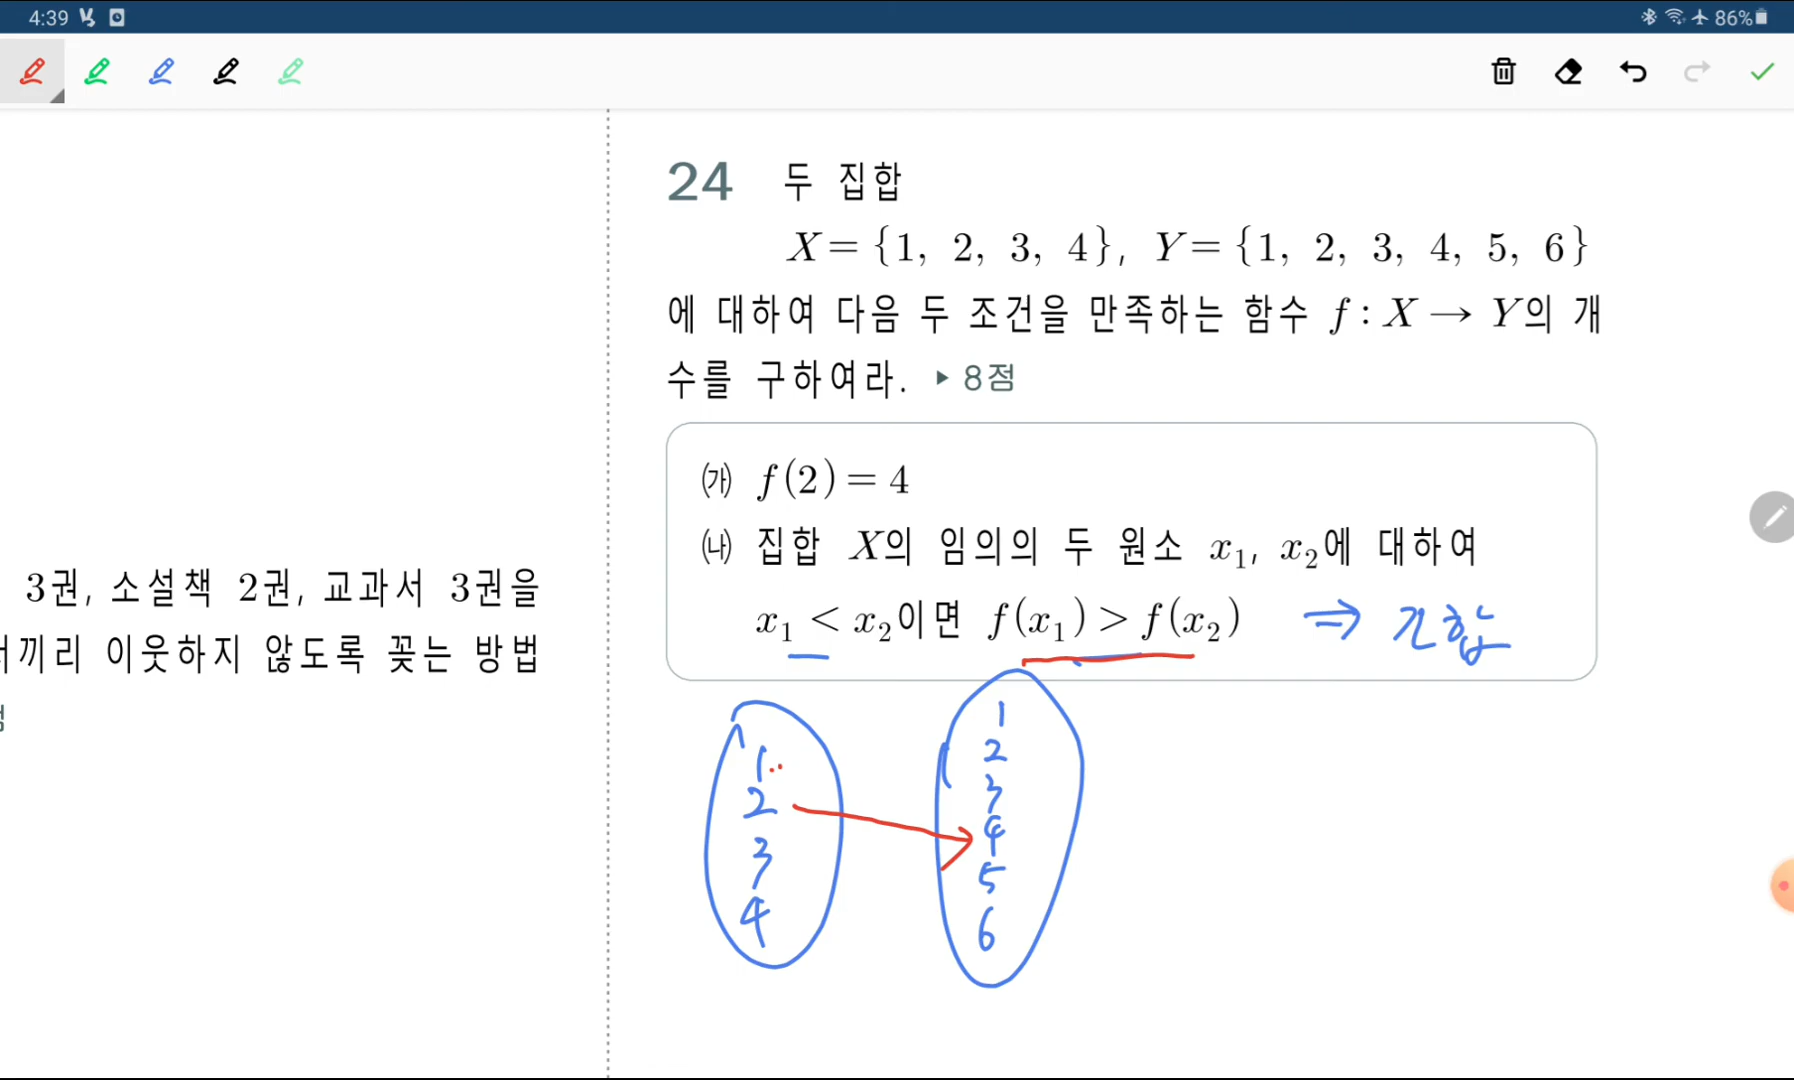 4:39
86%
3권, 소설책 2권, 교과서 3권을
끼리 이웃하지 않도록 꽂는 방법
24 두 집합
X = {1, 2, 3, 4}, Y = {1, 2, 3, 4, 5, 6}
에 대하여 다음 두 조건을 만족하는 함수 f : X → Y의 개
수를 구하여라. ▶ 8점
㈎ f(2) = 4
㈏ 집합 X의 임의의 두 원소 x₁, x₂에 대하여
x₁ < x₂이면 f(x₁) > f(x₂) ⇒
1
2
3
4
1
2
3
4
5
6